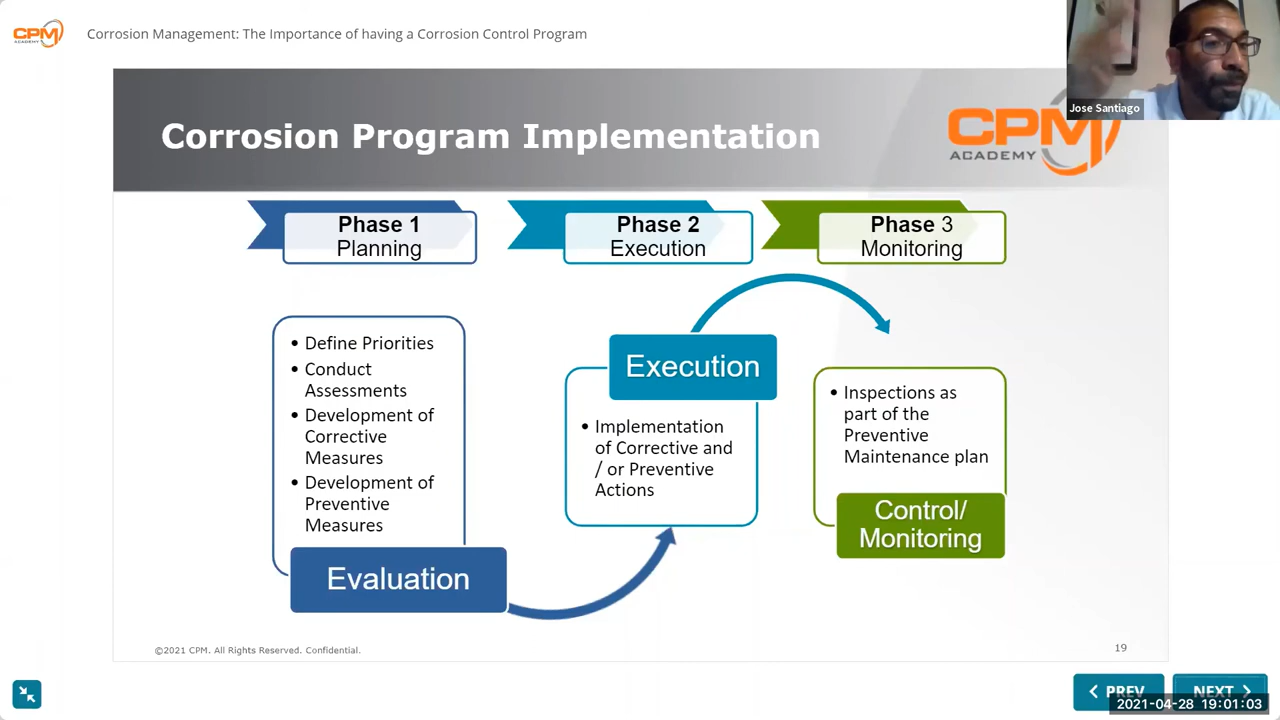 CPM
ACADEMY
Corrosion Management: The Importance of having a Corrosion Control Program
Jose Santiago
Corrosion Program Implementation
CPM
ACADEMY
Phase 1
Planning
Phase 2
Execution
Phase 3
Monitoring
• Define Priorities
• Conduct
Assessments
• Development of
Corrective
Measures
• Development of
Preventive
Measures
Evaluation
Execution
• Implementation
of Corrective and
/ or Preventive
Actions
• Inspections as
part of the
Preventive
Maintenance plan
Control/
Monitoring
©2021 CPM. All Rights Reserved. Confidential.
19
PREV
NEXT
2021-04-28 19:01:03